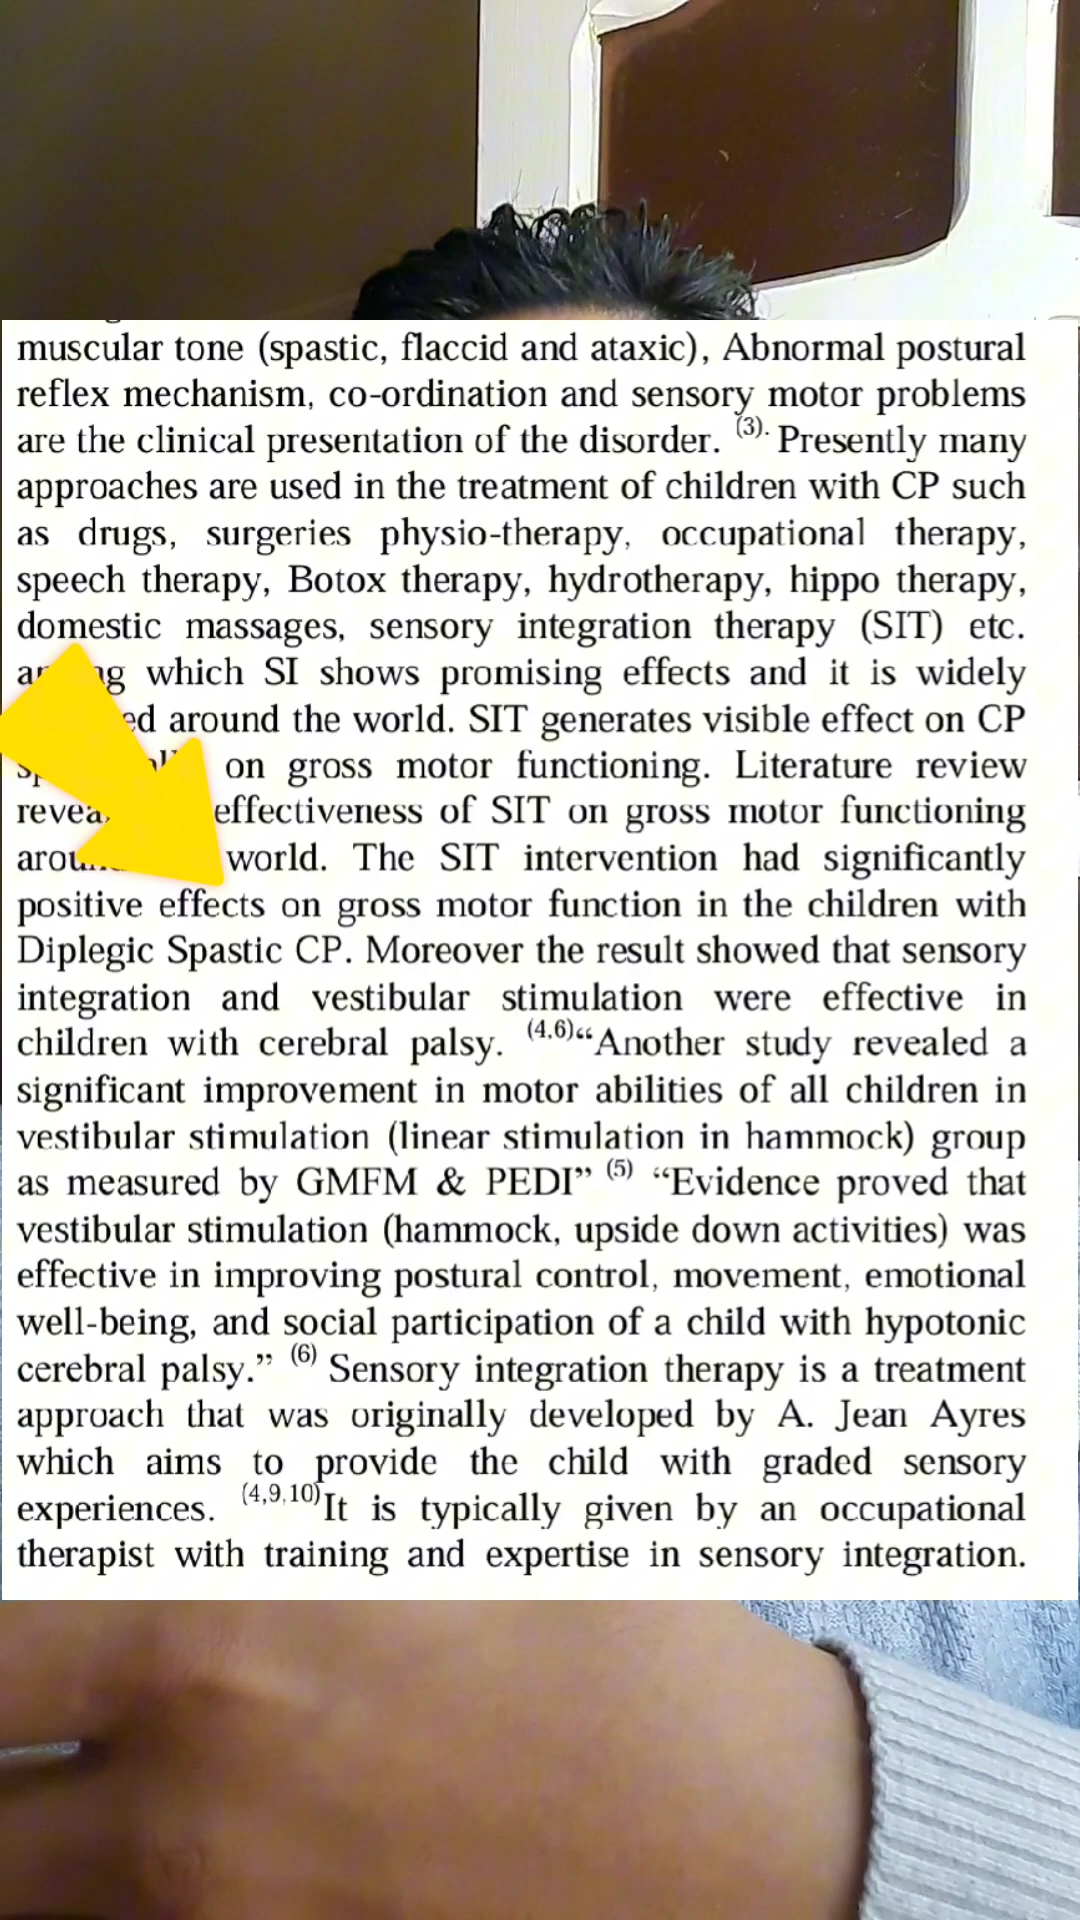 muscular tone (spastic, flaccid and ataxic), Abnormal postural
reflex mechanism, co-ordination and sensory motor problems
are the clinical presentation of the disorder. (3). Presently many
approaches are used in the treatment of children with CP such
as drugs, surgeries physio-therapy, occupational therapy,
speech therapy, Botox therapy, hydrotherapy, hippo therapy,
domestic massages, sensory integration therapy (SIT) etc.
which SI shows promising effects and it is widely
around the world. SIT generates visible effect on CP
on gross motor functioning. Literature review
effectiveness of SIT on gross motor functioning
world. The SIT intervention had significantly
positive effects on gross motor function in the children with
Diplegic Spastic CP. Moreover the result showed that sensory
integration and vestibular stimulation were effective in
children with cerebral palsy. (4,6)“Another study revealed a
significant improvement in motor abilities of all children in
vestibular stimulation (linear stimulation in hammock) group
as measured by GMFM & PEDI” (5) “Evidence proved that
vestibular stimulation (hammock, upside down activities) was
effective in improving postural control, movement, emotional
well-being, and social participation of a child with hypotonic
cerebral palsy.” (6) Sensory integration therapy is a treatment
approach that was originally developed by A. Jean Ayres
which aims to provide the child with graded sensory
experiences. (4,9,10)It is typically given by an occupational
therapist with training and expertise in sensory integration.